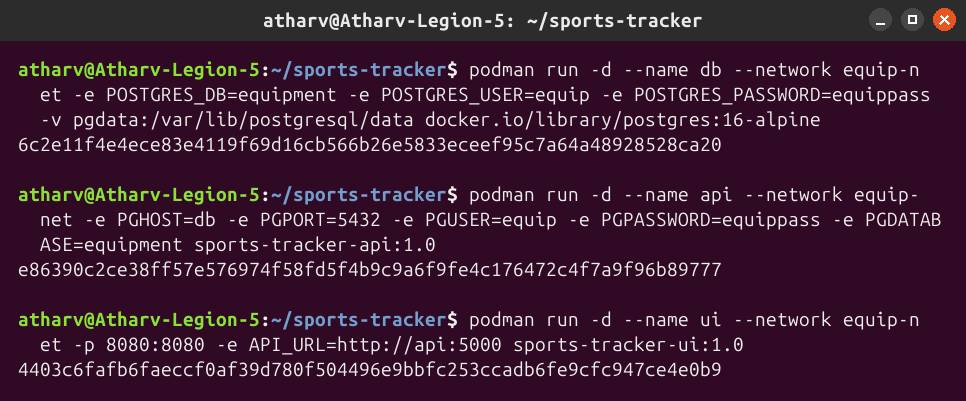 atharv@Atharv-Legion-5: ~/sports-tracker
atharv@Atharv-Legion-5:~/sports-tracker$ podman run -d --name db --network equip-n
et -e POSTGRES_DB=equipment -e POSTGRES_USER=equip -e POSTGRES_PASSWORD=equippass
-v pgdata:/var/lib/postgresql/data docker.io/library/postgres:16-alpine
6c2e11f4e4ece83e4119f69d16cb566b26e5833eceef95c7a64a48928528ca20
atharv@Atharv-Legion-5:~/sports-tracker$ podman run -d --name api --network equip-
net -e PGHOST=db -e PGPORT=5432 -e PGUSER=equip -e PGPASSWORD=equippass -e PGDATAB
ASE=equipment sports-tracker-api:1.0
e86390c2ce38ff57e576974f58fd5f4b9c9a6f9fe4c176472c4f7a9f96b89777
atharv@Atharv-Legion-5:~/sports-tracker$ podman run -d --name ui --network equip-n
et -p 8080:8080 -e API_URL=http://api:5000 sports-tracker-ui:1.0
4403c6fafb6faeccf0af39d780f504496e9bbfc253ccadb6fe9cfc947ce4e0b9